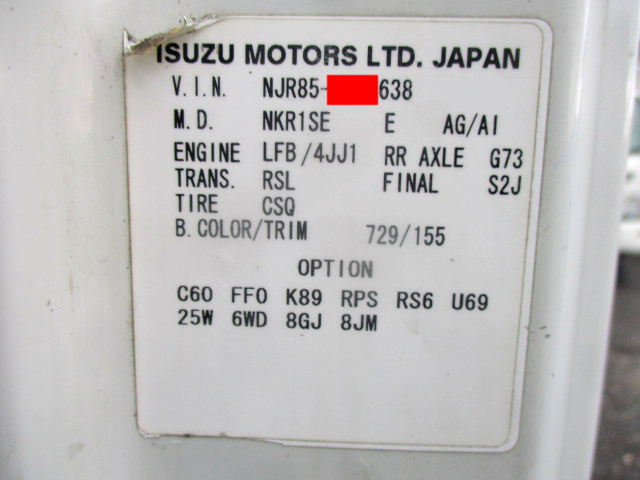 ISUZU MOTORS LTD. JAPAN
V.I.N. NJR85- 638
M.D. NKR1SE E AG/AI
ENGINE LFB/4JJ1 RR AXLE G73
TRANS. RSL FINAL S2J
TIRE CSQ
B.COLOR/TRIM 729/155
OPTION
C60 FF0 K89 RPS RS6 U69
25W 6WD 8GJ 8JM